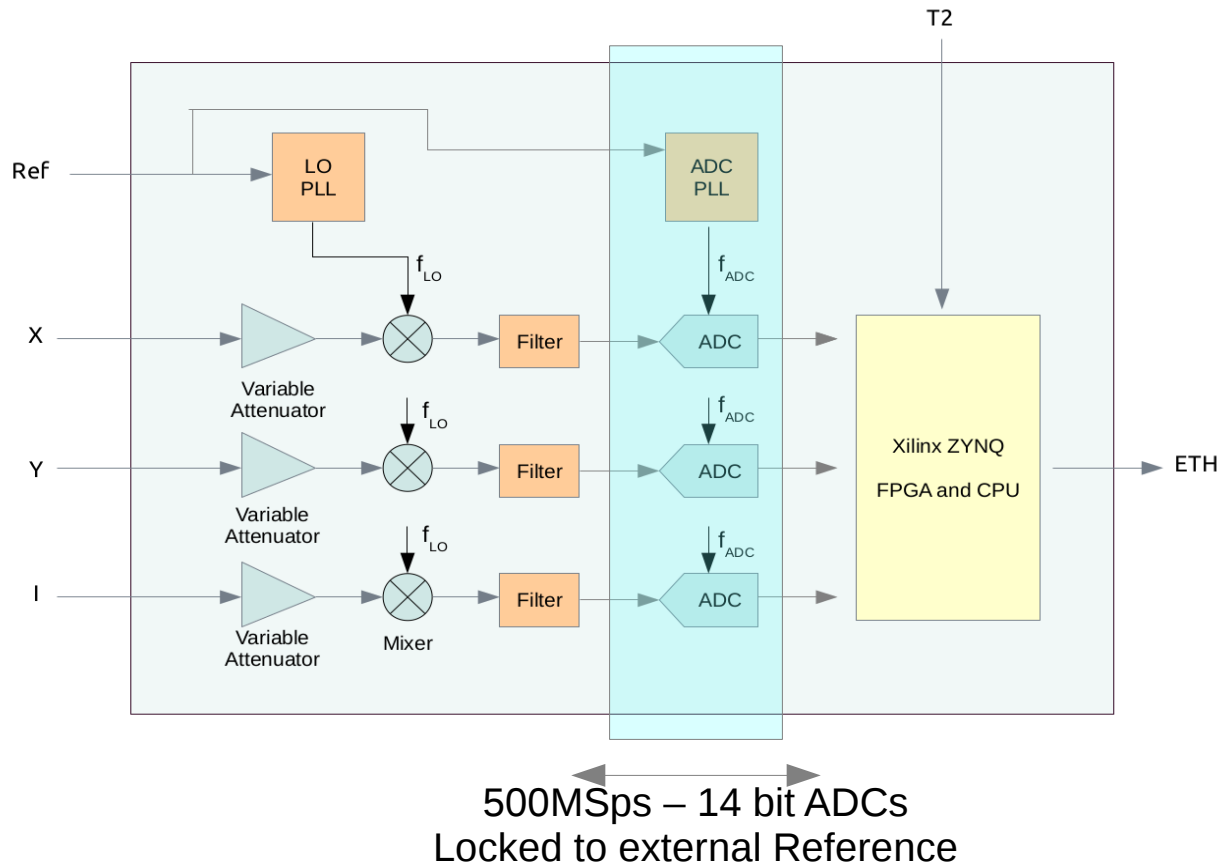 T2
Ref
LO
PLL
ADC
PLL
fLO
fADC
X
Filter
ADC
Variable
Attenuator
fLO
fADC
Xilinx ZYNQ
FPGA and CPU
Y
Filter
ADC
ETH
Variable
Attenuator
fLO
fADC
I
Filter
ADC
Variable
Attenuator
Mixer
500MSps – 14 bit ADCs
Locked to external Reference